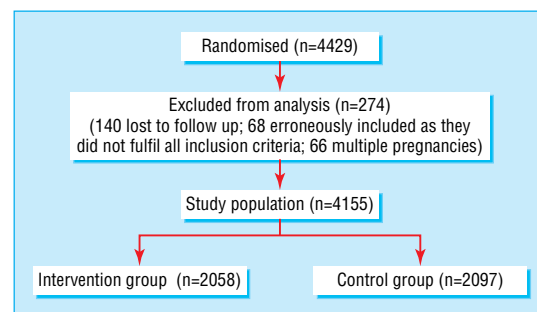 Randomised (n=4429)
Excluded from analysis (n=274)
(140 lost to follow up; 68 erroneously included as they
did not fulfil all inclusion criteria; 66 multiple pregnancies)
Study population (n=4155)
Intervention group (n=2058)
Control group (n=2097)